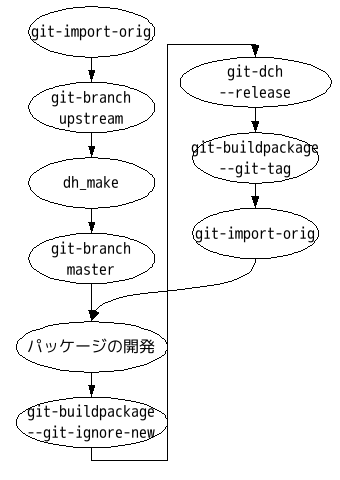 git-import-orig
git-branch
upstream
dh_make
git-branch
master
パッケージの開発
git-buildpackage
--git-ignore-new
git-dch
--release
git-buildpackage
--git-tag
git-import-orig